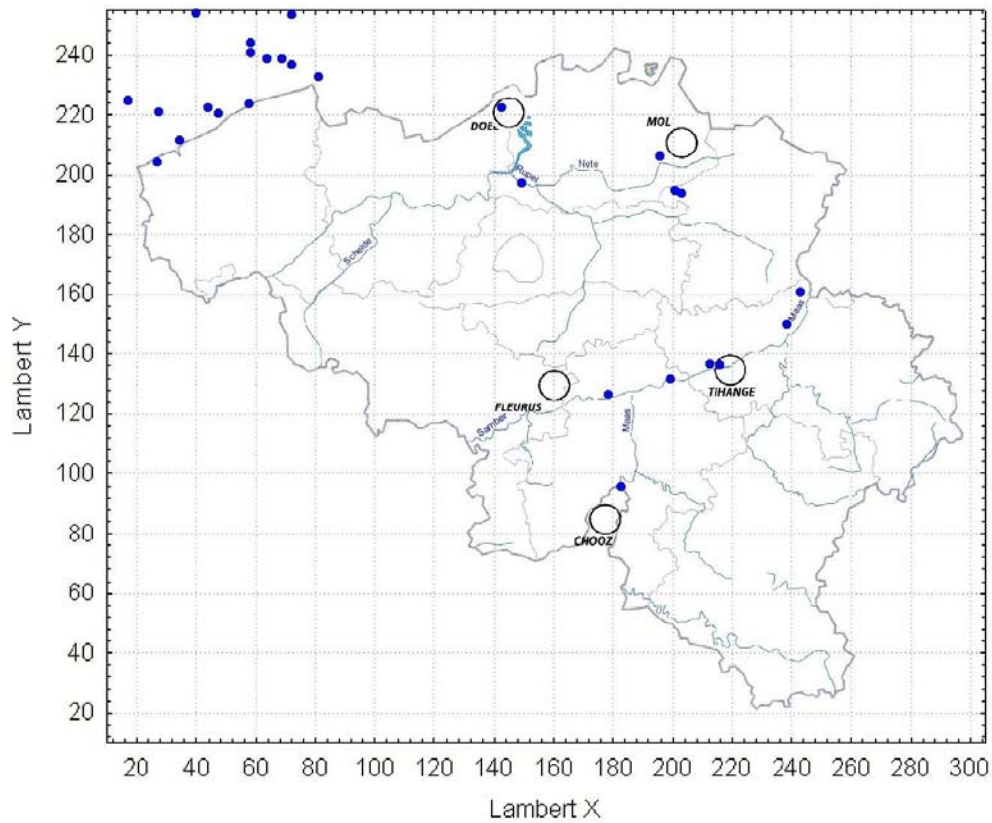 240
220
200
180
160
140
120
100
80
60
40
20
Lambert Y
DOEL
MOL
Nete
Rupel
Schelde
Maas
TIHANGE
FLEURUS
Samber
Maas
CHOOZ
20 40 60 80 100 120 140 160 180 200 220 240 260 280 300
Lambert X